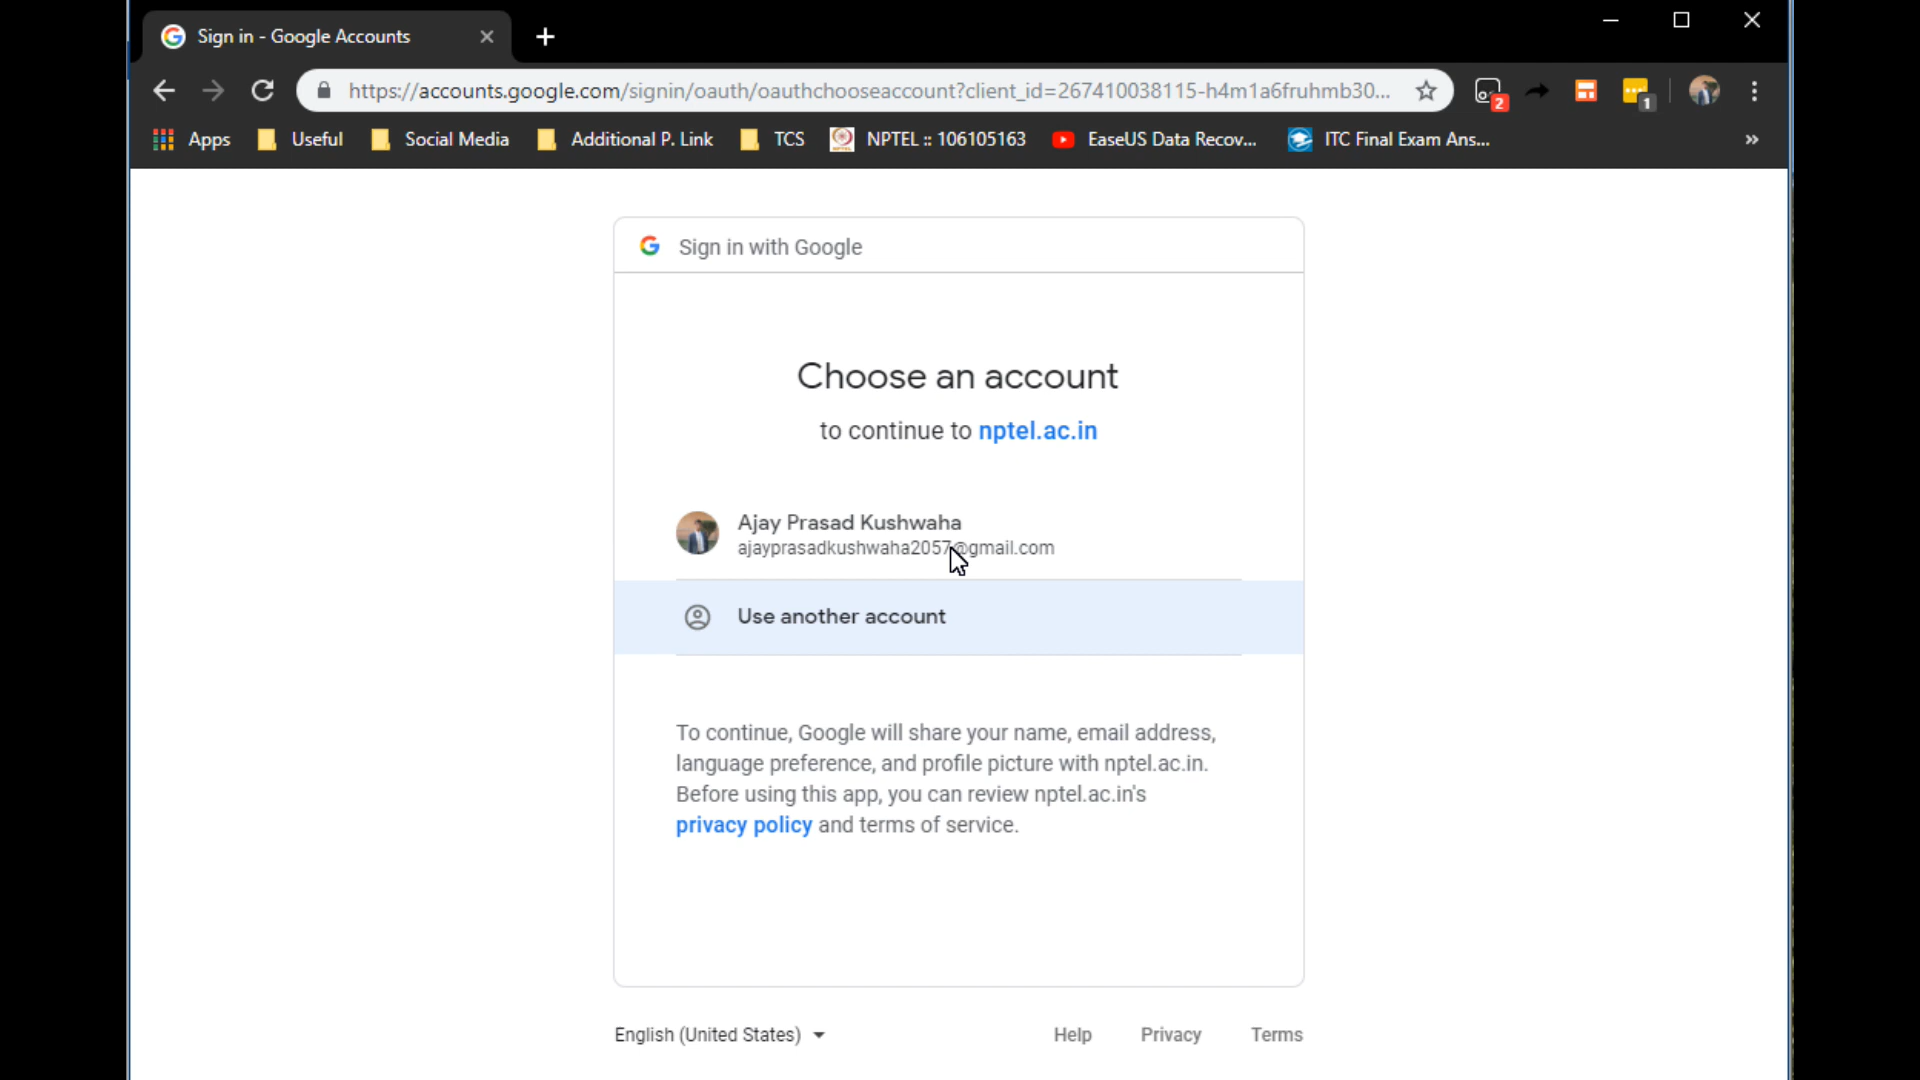 Sign in - Google Accounts
https://accounts.google.com/signin/oauth/oauthchooseaccount?client_id=267410038115-h4m1a6fruhmb30...
2
1
Apps Useful Social Media Additional P. Link TCS NPTEL :: 106105163 EaseUS Data Recov... ITC Final Exam Ans... »
Sign in with Google
Choose an account
to continue to nptel.ac.in
Ajay Prasad Kushwaha
ajayprasadkushwaha2057@gmail.com
Use another account
To continue, Google will share your name, email address,
language preference, and profile picture with nptel.ac.in.
Before using this app, you can review nptel.ac.in's
privacy policy and terms of service.
English (United States) Help Privacy Terms